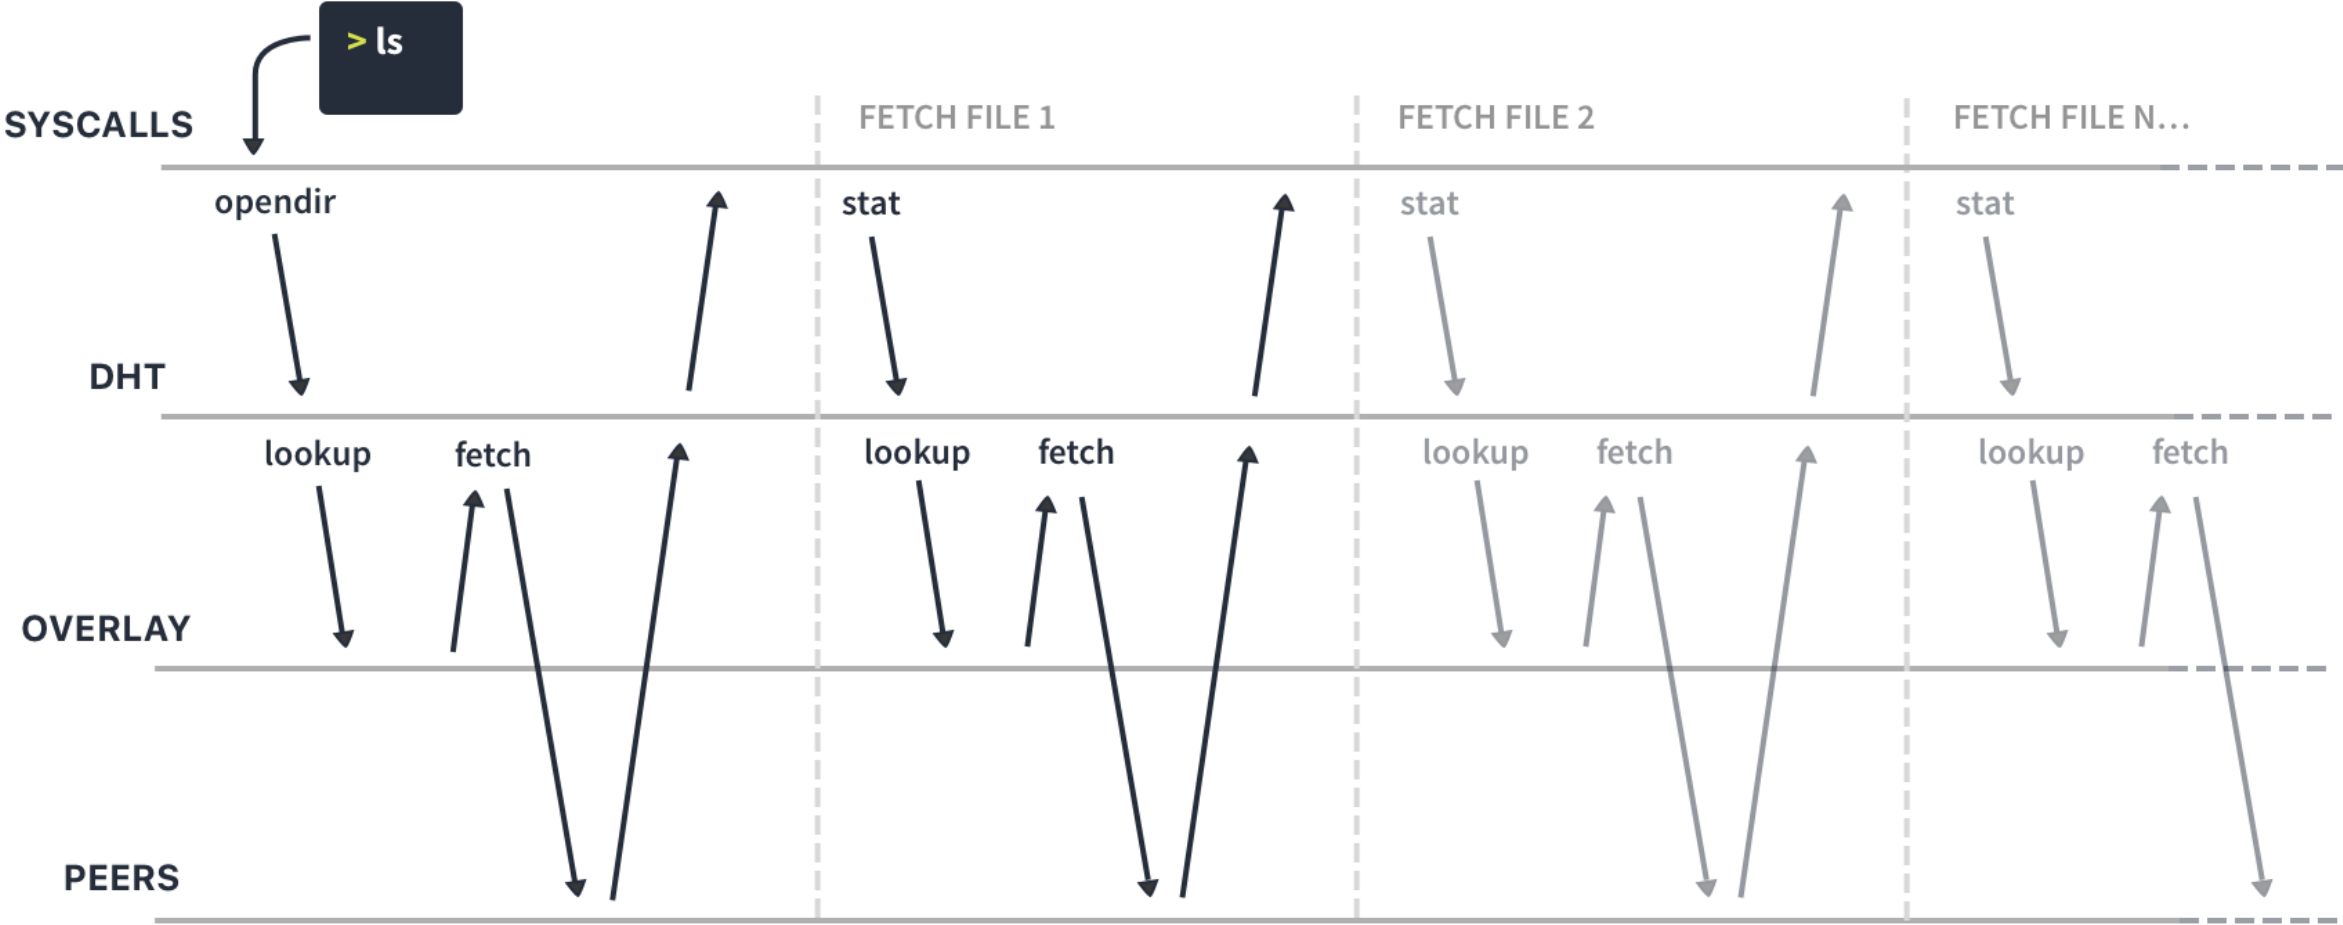 > ls
SYSCALLS
FETCH FILE 1
FETCH FILE 2
FETCH FILE N...
opendir
stat
stat
stat
DHT
lookup
fetch
lookup
fetch
lookup
fetch
lookup
fetch
OVERLAY
PEERS